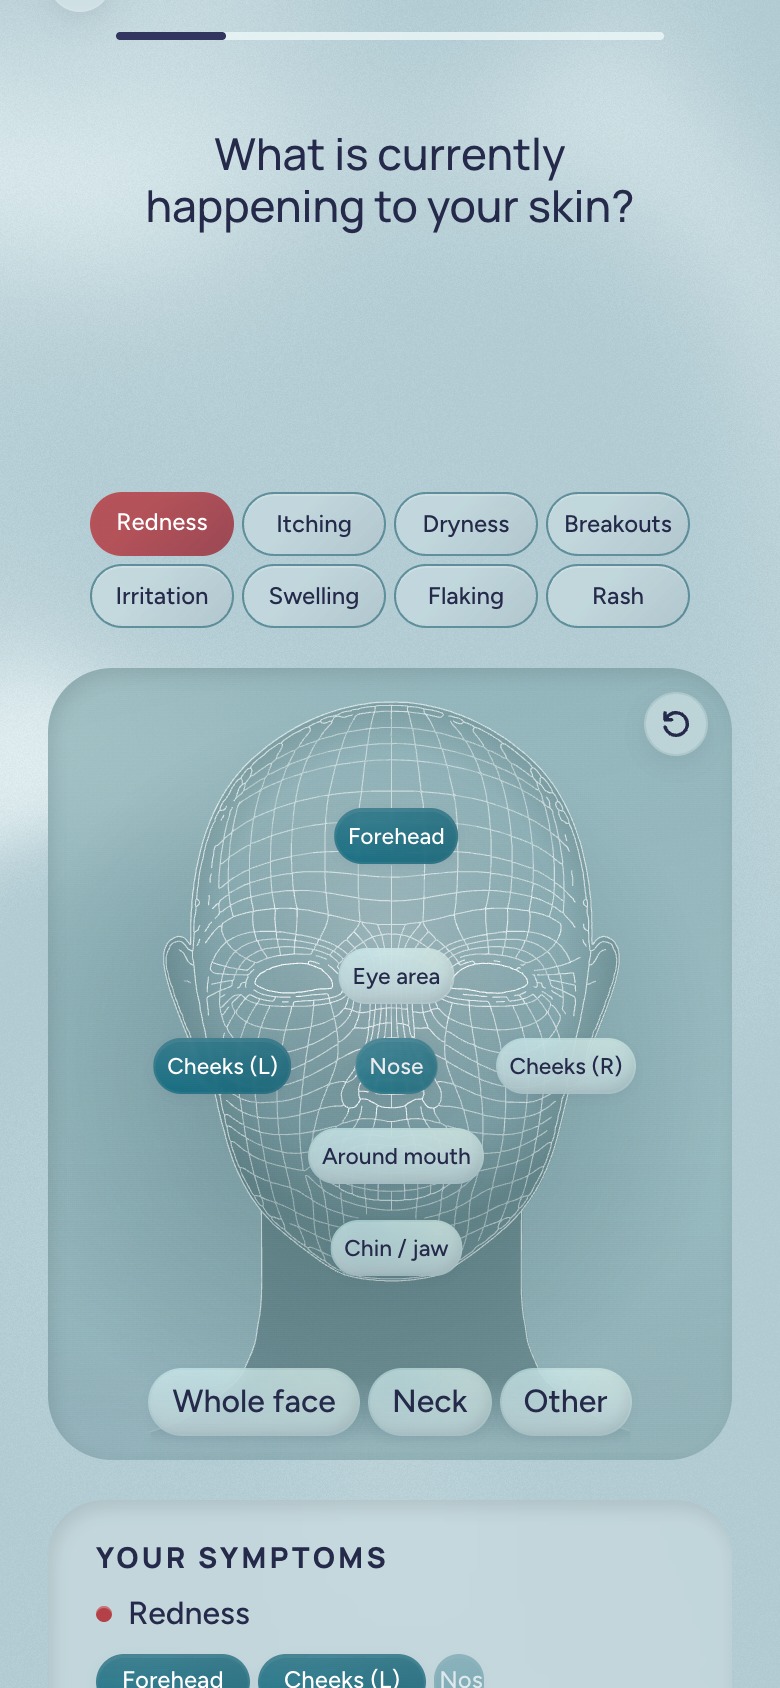 What is currently
happening to your skin?
Redness Itching Dryness Breakouts
Irritation Swelling Flaking Rash
Forehead
Eye area
Cheeks (L) Nose Cheeks (R)
Around mouth
Chin / jaw
Whole face Neck Other
YOUR SYMPTOMS
Redness
Forehead Cheeks (L) Nos